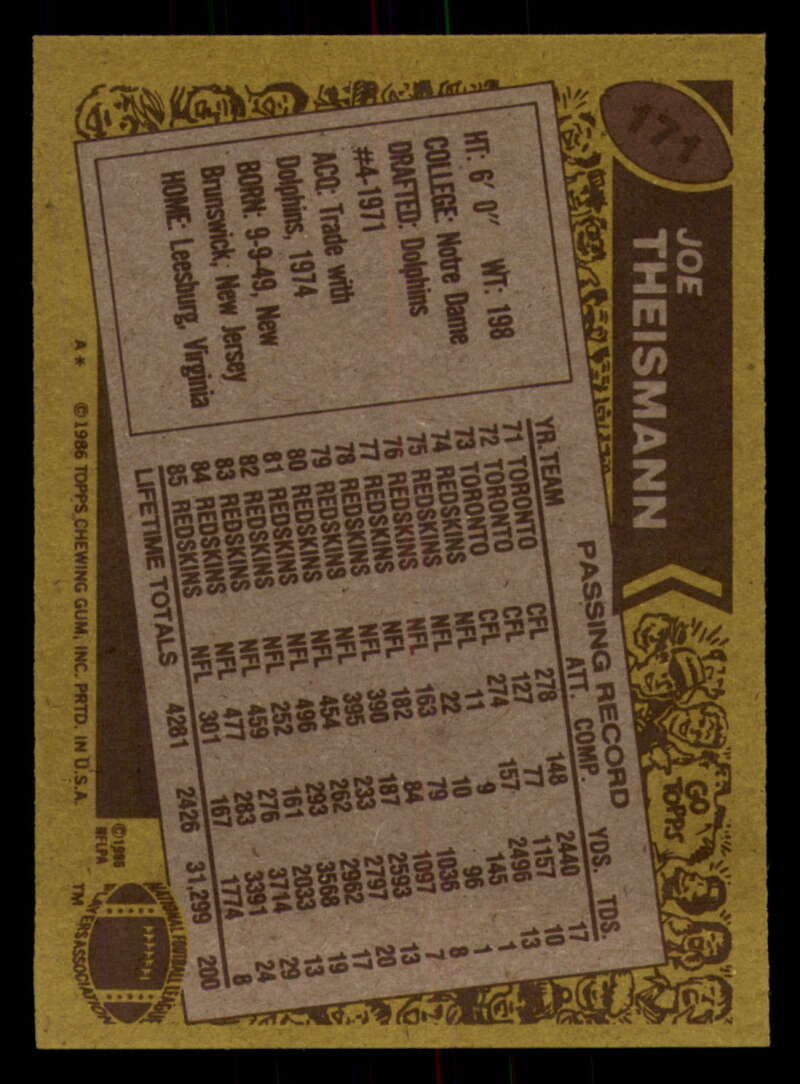 171
JOE
THEISMANN
HT: 6' 0" WT: 198
COLLEGE: Notre Dame
DRAFTED: Dolphins
#4-1971
ACQ: Trade with
Dolphins, 1974
BORN: 9-9-49, New
Brunswick, New Jersey
HOME: Leesburg, Virginia
PASSING RECORD
YR. TEAM ATT. COMP. YDS. TDS.
71 TORONTO CFL 278 148 2440 17
72 TORONTO CFL 127 77 1157 10
73 TORONTO CFL 274 157 2496 13
74 REDSKINS NFL 11 9 145 1
75 REDSKINS NFL 22 10 96 1
76 REDSKINS NFL 163 79 1036 8
77 REDSKINS NFL 182 84 1097 7
78 REDSKINS NFL 390 187 2593 13
79 REDSKINS NFL 395 233 2797 20
80 REDSKINS NFL 454 262 2962 17
81 REDSKINS NFL 496 293 3568 19
82 REDSKINS NFL 252 161 2033 13
83 REDSKINS NFL 459 276 3714 29
84 REDSKINS NFL 477 283 3391 24
85 REDSKINS NFL 301 167 1774 8
LIFETIME TOTALS 4281 2426 31,299 200
GO
TOPPS
A* ©1986 TOPPS CHEWING GUM, INC. PRTD. IN U.S.A.
©1986
NFLPA
TM
NATIONAL FOOTBALL LEAGUE
YERS ASSOCIATION